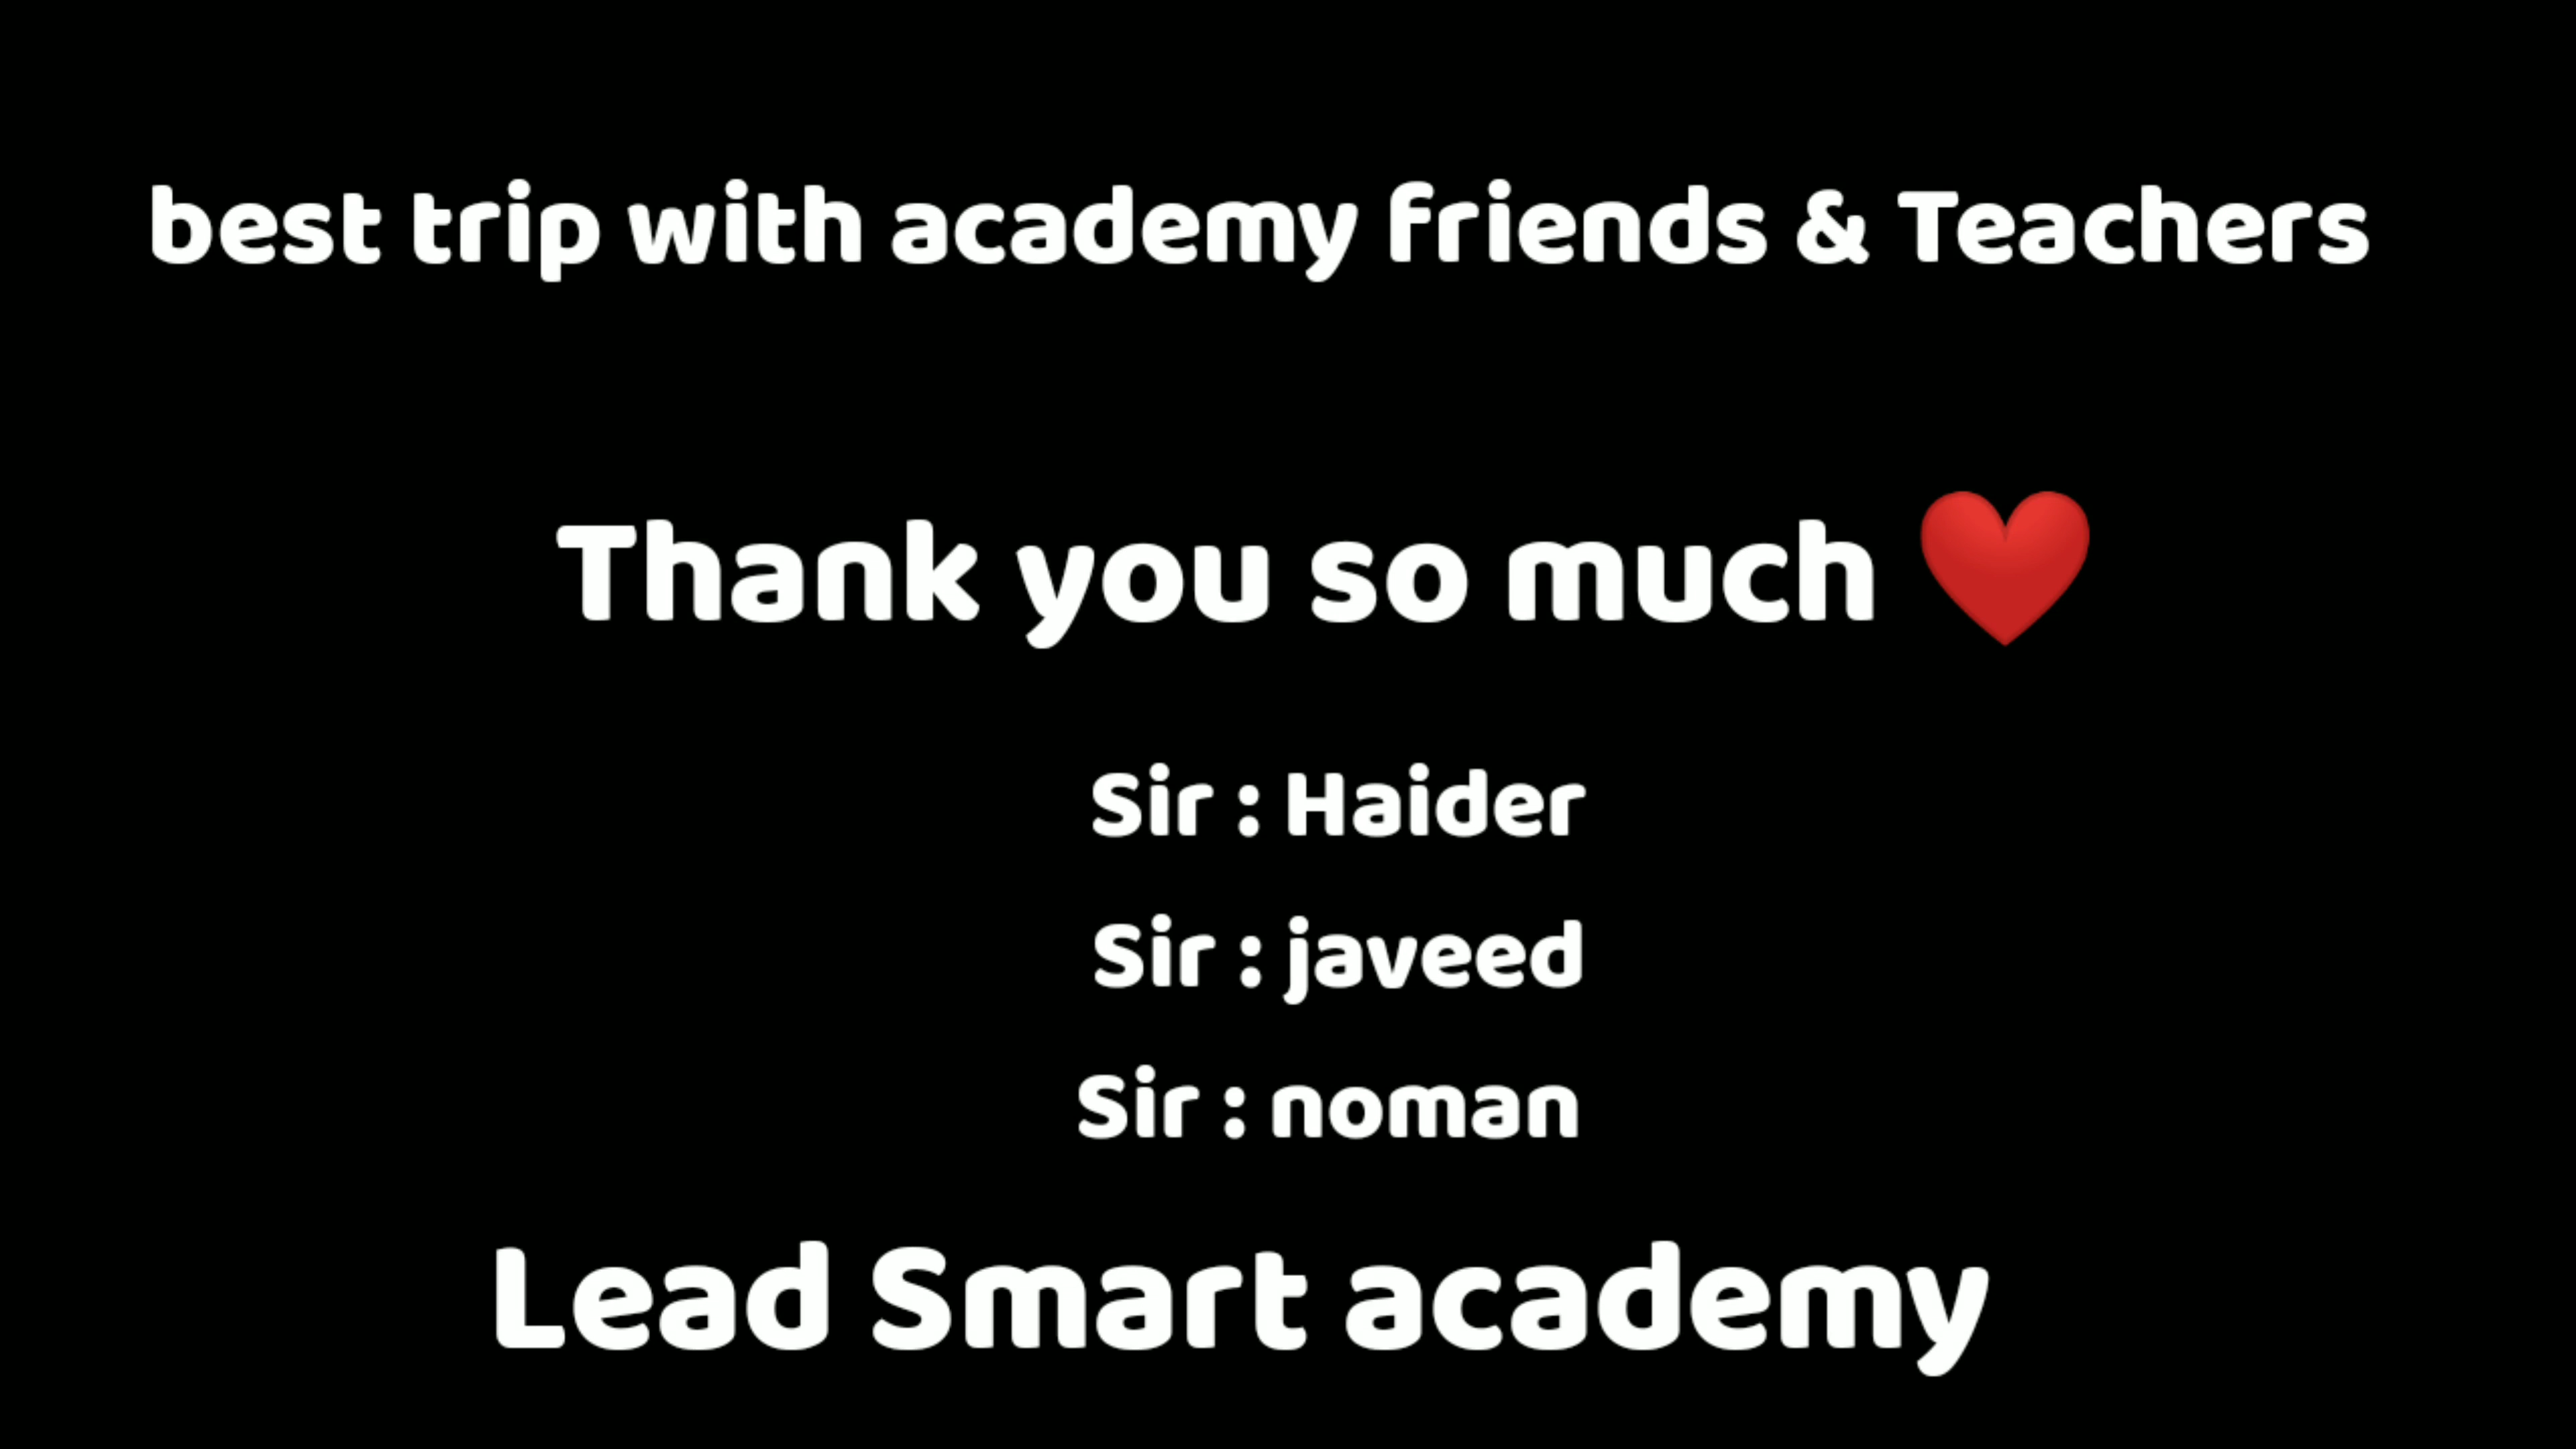 best trip with academy friends & Teachers
Thank you so much ❤️
Sir : Haider
Sir : javeed
Sir : noman
Lead Smart academy